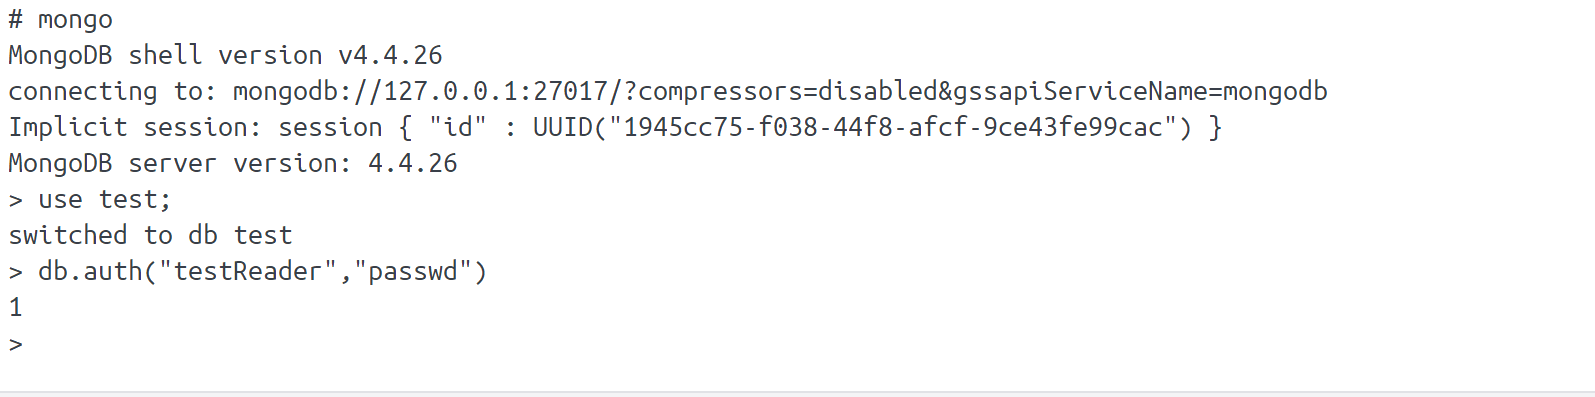 # mongo
MongoDB shell version v4.4.26
connecting to: mongodb://127.0.0.1:27017/?compressors=disabled&gssapiServiceName=mongodb
Implicit session: session { "id" : UUID("1945cc75-f038-44f8-afcf-9ce43fe99cac") }
MongoDB server version: 4.4.26
> use test;
switched to db test
> db.auth("testReader","passwd")
1
>